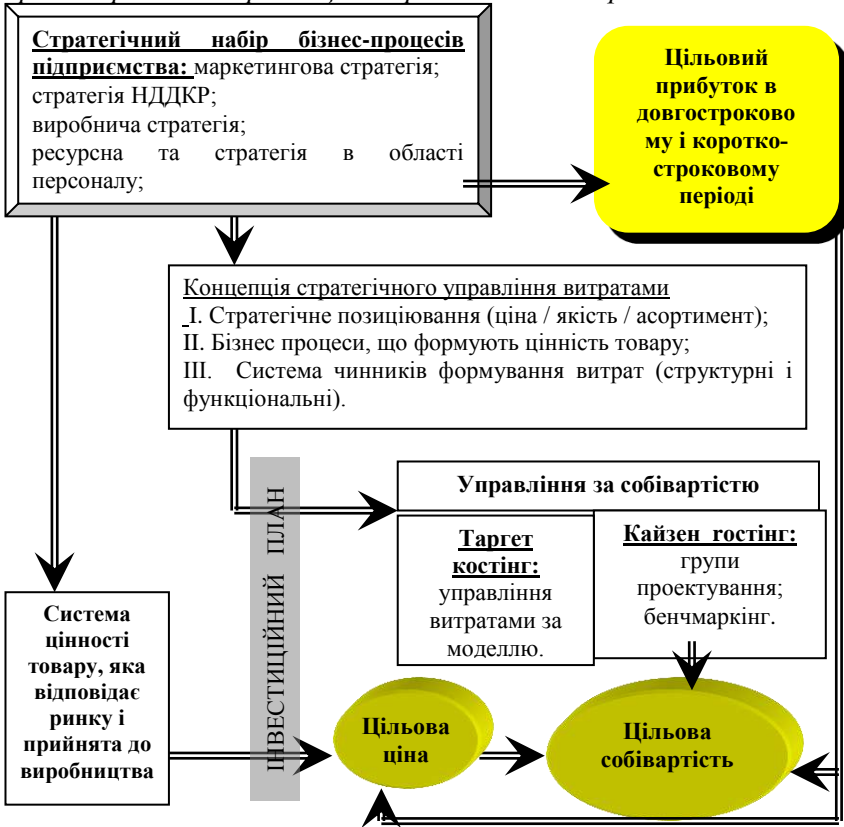 Стратегічний набір бізнес-процесів
підприємства: маркетингова стратегія;
стратегія НДДКР;
виробнича стратегія;
ресурсна та стратегія в області
персоналу;
Цільовий
прибуток в
довгостроково
му і коротко-
строковому
періоді
Концепція стратегічного управління витратами
І. Стратегічне позиціювання (ціна / якість / асортимент);
ІІ. Бізнес процеси, що формують цінність товару;
ІІІ. Система чинників формування витрат (структурні і
функціональні).
ІНВЕСТИЦІЙНИЙ ПЛАН
Управління за собівартістю
Таргет
костінг:
управління
витратами за
моделлю.
Кайзен гостінг:
групи
проектування;
бенчмаркінг.
Система
цінності
товару, яка
відповідає
ринку і
прийнята до
виробництва
Цільова
ціна
Цільова
собівартість